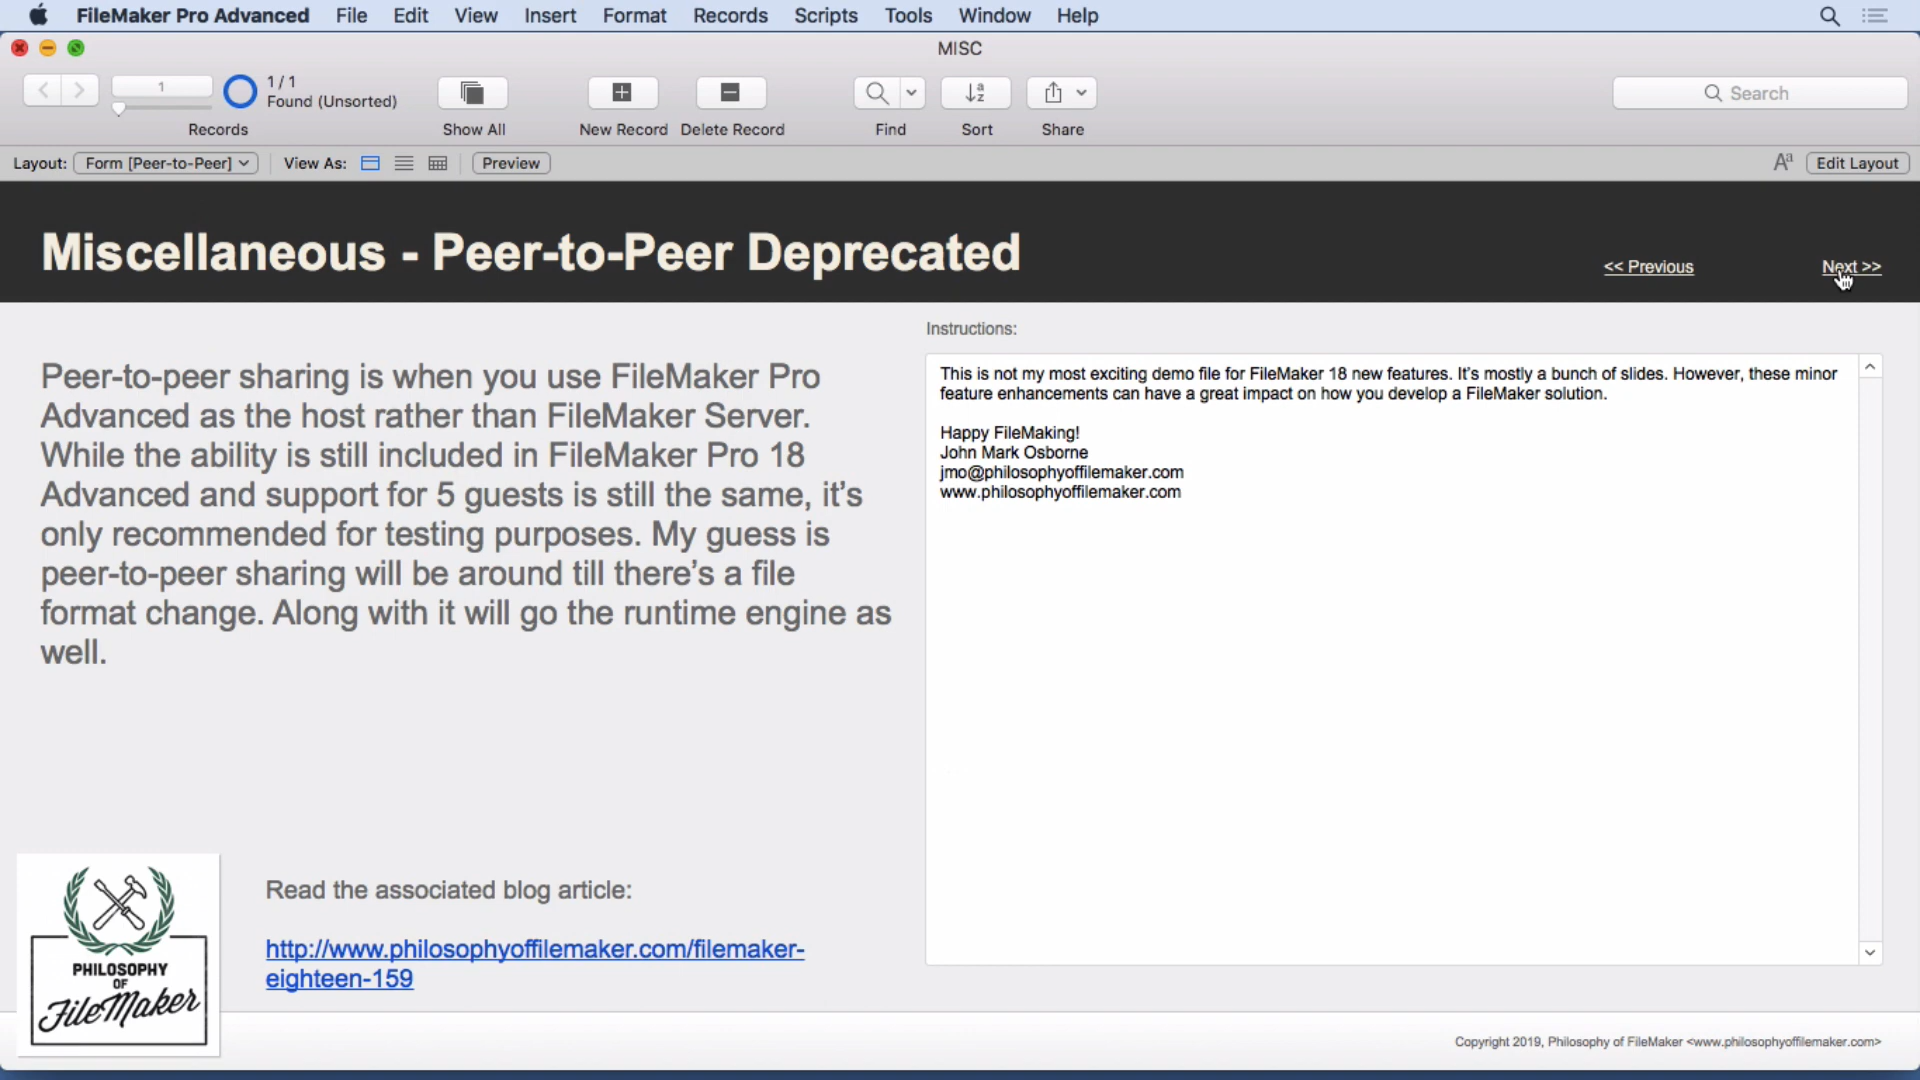 FileMaker Pro Advanced File Edit View Insert Format Records Scripts Tools Window Help
MISC
1
1 / 1
Found (Unsorted)
Records
Show All
New Record
Delete Record
Find
Sort
Share
Search
Layout: Form [Peer-to-Peer] View As: Preview Aa Edit Layout
Miscellaneous - Peer-to-Peer Deprecated
<< Previous
Next >>
Peer-to-peer sharing is when you use FileMaker Pro
Advanced as the host rather than FileMaker Server.
While the ability is still included in FileMaker Pro 18
Advanced and support for 5 guests is still the same, it's
only recommended for testing purposes. My guess is
peer-to-peer sharing will be around till there's a file
format change. Along with it will go the runtime engine as
well.
Instructions:
This is not my most exciting demo file for FileMaker 18 new features. It's mostly a bunch of slides. However, these minor
feature enhancements can have a great impact on how you develop a FileMaker solution.
Happy FileMaking!
John Mark Osborne
jmo@philosophyoffilemaker.com
www.philosophyoffilemaker.com
Read the associated blog article:
http://www.philosophyoffilemaker.com/filemaker-
eighteen-159
PHILOSOPHY
OF
FileMaker
Copyright 2019, Philosophy of FileMaker <www.philosophyoffilemaker.com>